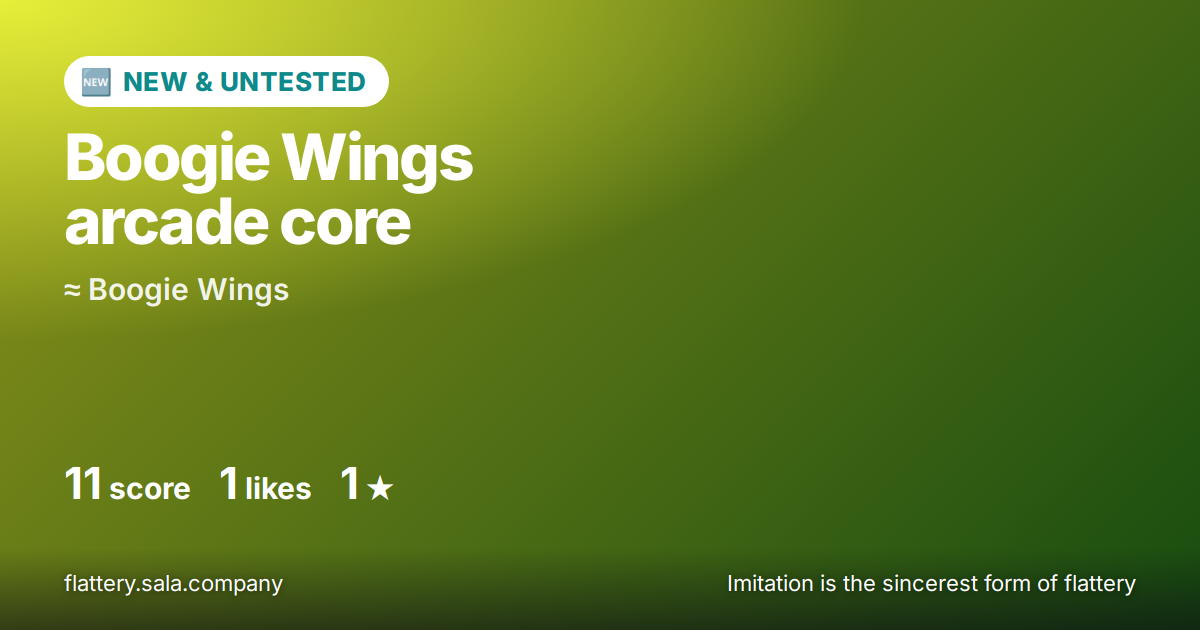 🆕 NEW & UNTESTED
Boogie Wings
arcade core
≈ Boogie Wings
11 score 1 likes 1 ★
flattery.sala.company
Imitation is the sincerest form of flattery